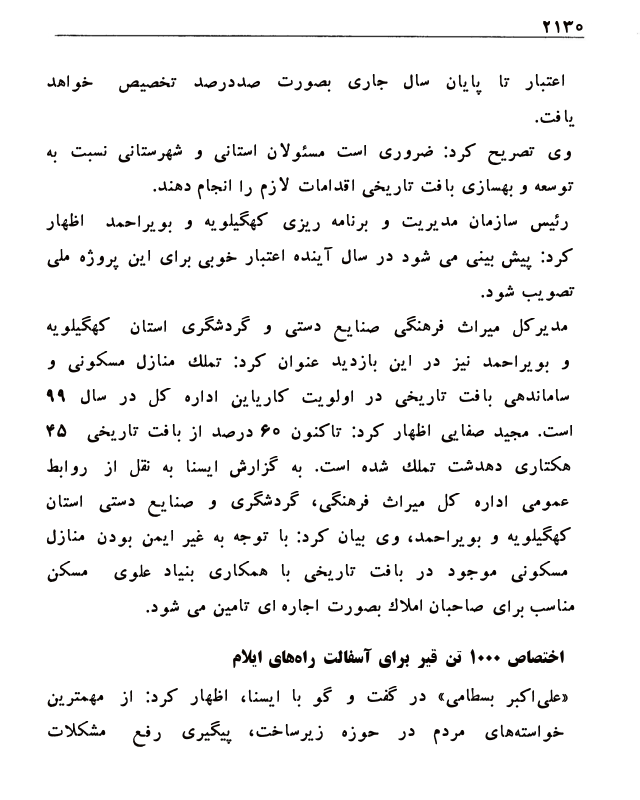 ۲۱۳۰
اعتبار تا پایان سال جاری بصورت صددرصد تخصیص خواهد
یافت.
وی تصریح کرد: ضروری است مسئولان استانی و شهرستانی نسبت به
توسعه و بهسازی بافت تاریخی اقدامات لازم را انجام دهند.
رئیس سازمان مدیریت و برنامه ریزی کهگیلویه و بویراحمد اظهار
کرد: پیش بینی می شود در سال آینده اعتبار خوبی برای این پروژه ملی
تصویب شود.
مدیرکل میراث فرهنگی صنایع دستی و گردشگری استان کهگیلویه
و بویراحمد نیز در این بازدید عنوان کرد: تملك منازل مسکونی و
ساماندهی بافت تاریخی در اولویت کاریاین اداره کل در سال ۹۹
است. مجید صفایی اظهار کرد: تاکنون ۶۰ درصد از بافت تاریخی ۴۵
هکتاری دهدشت تملك شده است. به گزارش ایسنا به نقل از روابط
عمومی اداره کل میراث فرهنگی، گردشگری و صنایع دستی استان
کهگیلویه و بویراحمد، وی بیان کرد: با توجه به غیر ایمن بودن منازل
مسکونی موجود در بافت تاریخی با همکاری بنیاد علوی مسکن
مناسب برای صاحبان املاك بصورت اجاره ای تامین می شود.
اختصاص ۱۰۰۰ تن قیر برای آسفالت راه‌های ایلام
«علی‌اکبر بسطامی» در گفت و گو با ایسنا، اظهار کرد: از مهمترین
خواسته‌های مردم در حوزه زیرساخت، پیگیری رفع مشکلات